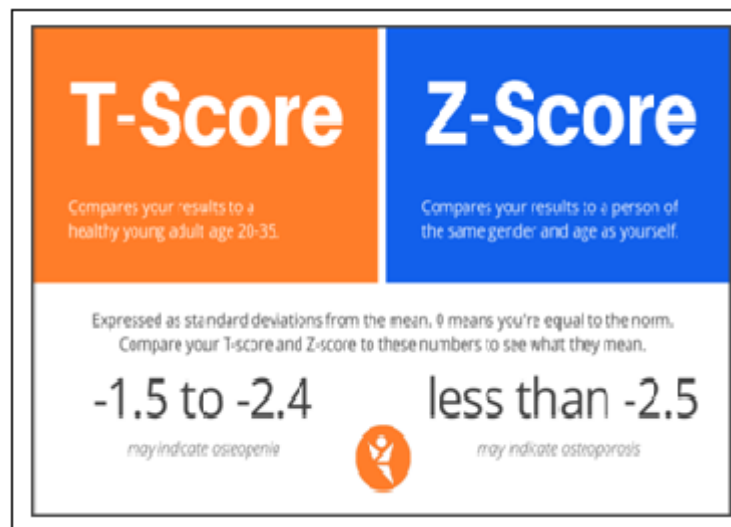 T-Score
Compares your results to a
healthy young adult age 20-35.
Z-Score
Compares your results to a person of
the same gender and age as yourself.
Expressed as standard deviations from the mean. 0 means you're equal to the norm.
Compare your T-score and Z-score to these numbers to see what they mean.
-1.5 to -2.4
may indicate osteopenia
less than -2.5
may indicate osteoporosis